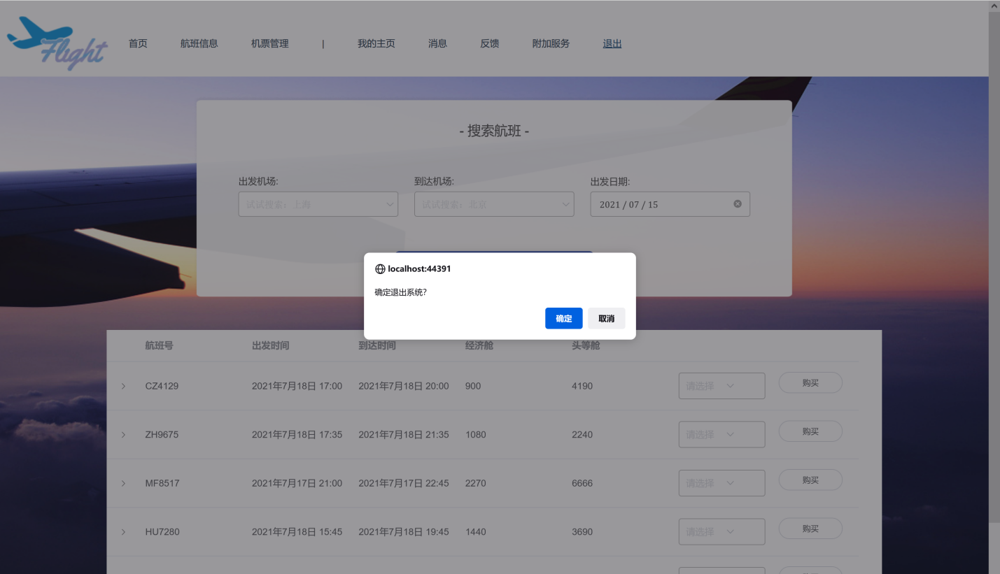 Flight
首页 航班信息 机票管理 | 我的主页 消息 反馈 附加服务 退出
- 搜索航班 -
出发机场: 到达机场: 出发日期:
试试搜索：上海 试试搜索：北京 2021 / 07 / 15
localhost:44391
确定退出系统?
确定 取消
航班号 出发时间 到达时间 经济舱 头等舱
CZ4129 2021年7月18日 17:00 2021年7月18日 20:00 900 4190 请选择 购买
ZH9675 2021年7月18日 17:35 2021年7月18日 21:35 1080 2240 请选择 购买
MF8517 2021年7月17日 21:00 2021年7月17日 22:45 2270 6666 请选择 购买
HU7280 2021年7月18日 15:45 2021年7月18日 19:45 1440 3690 请选择 购买